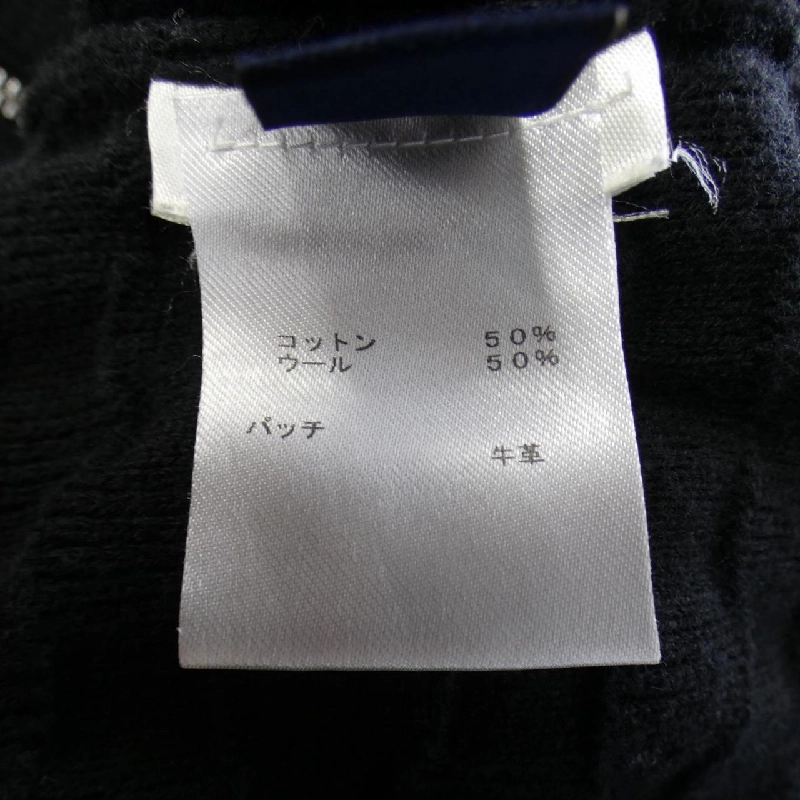 コットン ５０％
ウール ５０％
パッチ
牛革